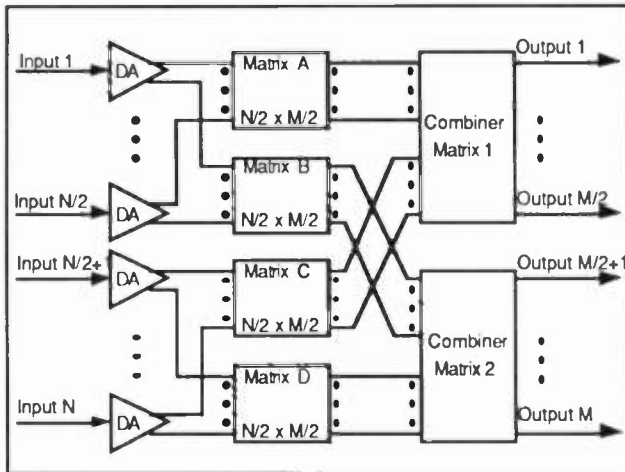 Input 1
DA
Matrix A
N/2 x M/2
Combiner
Matrix 1
Output 1
Input N/2
DA
Matrix B
N/2 x M/2
Output M/2
Input N/2+
DA
Matrix C
N/2 x M/2
Combiner
Matrix 2
Output M/2+1
Input N
DA
Matrix D
N/2 x M/2
Output M